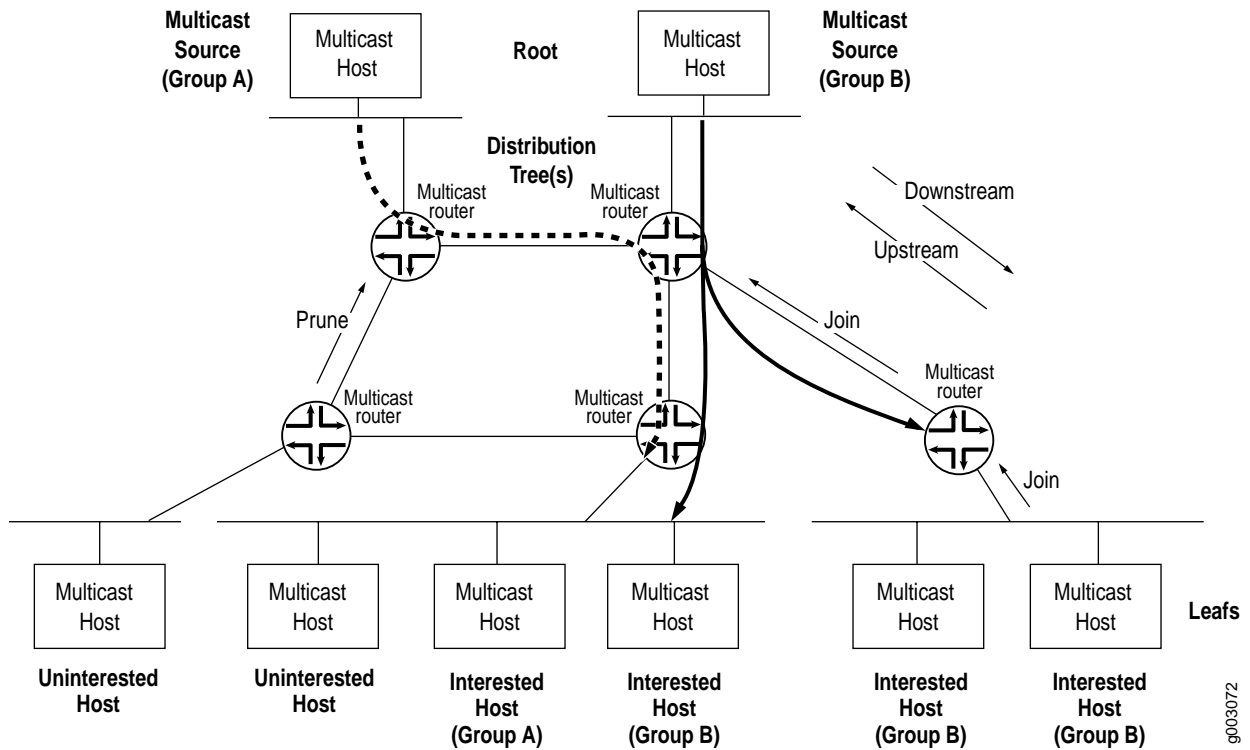 Multicast
Source
(Group A)
Multicast
Host
Root
Multicast
Host
Multicast
Source
(Group B)
Distribution
Tree(s)
Multicast
router
Multicast
router
Downstream
Upstream
Prune
Join
Multicast
router
Multicast
router
Multicast
router
Join
Multicast
Host
Multicast
Host
Multicast
Host
Multicast
Host
Multicast
Host
Multicast
Host
Leafs
Uninterested
Host
Uninterested
Host
Interested
Host
(Group A)
Interested
Host
(Group B)
Interested
Host
(Group B)
Interested
Host
(Group B)
g003072